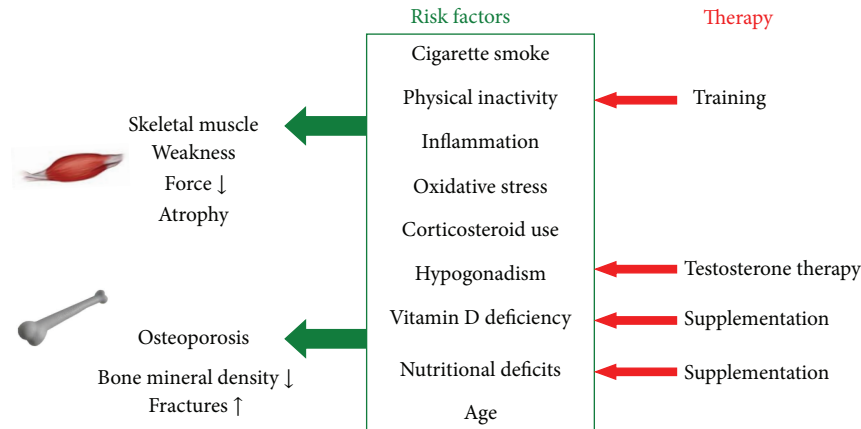 Risk factors
Therapy
Cigarette smoke
Physical inactivity
Training
Inflammation
Oxidative stress
Corticosteroid use
Hypogonadism
Testosterone therapy
Vitamin D deficiency
Supplementation
Nutritional deficits
Supplementation
Age
Skeletal muscle
Weakness
Force ↓
Atrophy
Osteoporosis
Bone mineral density ↓
Fractures ↑